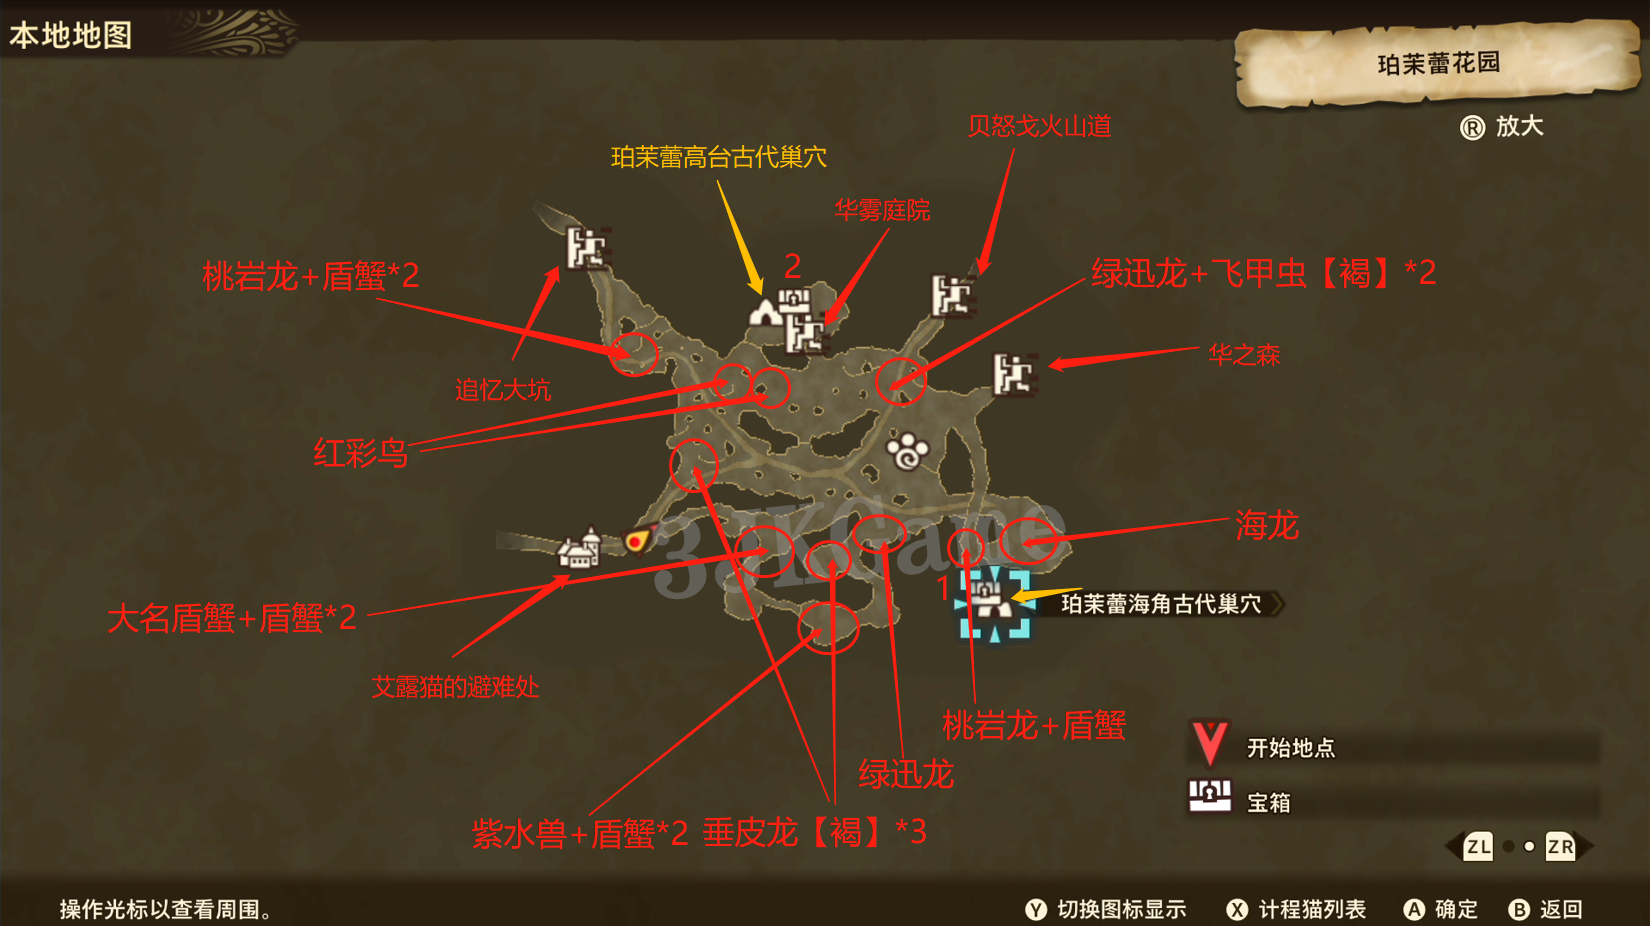 本地地图
珀茉蕾花园
R 放大
贝怒戈火山道
珀茉蕾高台古代巢穴
华雾庭院
2
桃岩龙+盾蟹*2
绿迅龙+飞甲虫【褐】*2
华之森
追忆大坑
红彩鸟
3JKGame
海龙
1
珀茉蕾海角古代巢穴
大名盾蟹+盾蟹*2
艾露猫的避难处
桃岩龙+盾蟹
绿迅龙
开始地点
宝箱
紫水兽+盾蟹*2
垂皮龙【褐】*3
ZL ZR
操作光标以查看周围。
Y 切换图标显示 X 计程猫列表 A 确定 B 返回